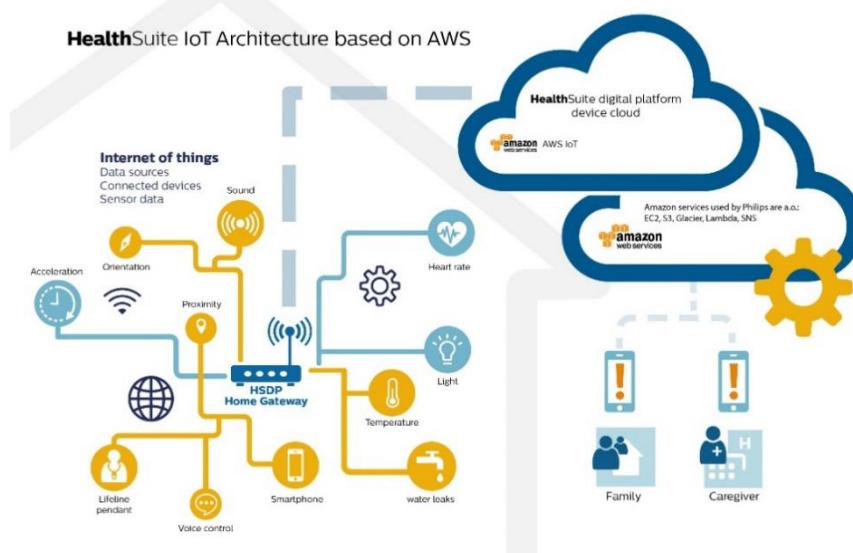 HealthSuite IoT Architecture based on AWS
HealthSuite digital platform
device cloud
amazon
web services
AWS IoT
Amazon services used by Philips are a.o.:
EC2, S3, Glacier, Lambda, SNS
amazon
web services
Internet of things
Data sources
Connected devices
Sensor data
Sound
Orientation
Acceleration
Proximity
Heart rate
Light
HSDP
Home Gateway
Temperature
Lifeline
pendant
Voice control
Smartphone
water leaks
H
Family
Caregiver